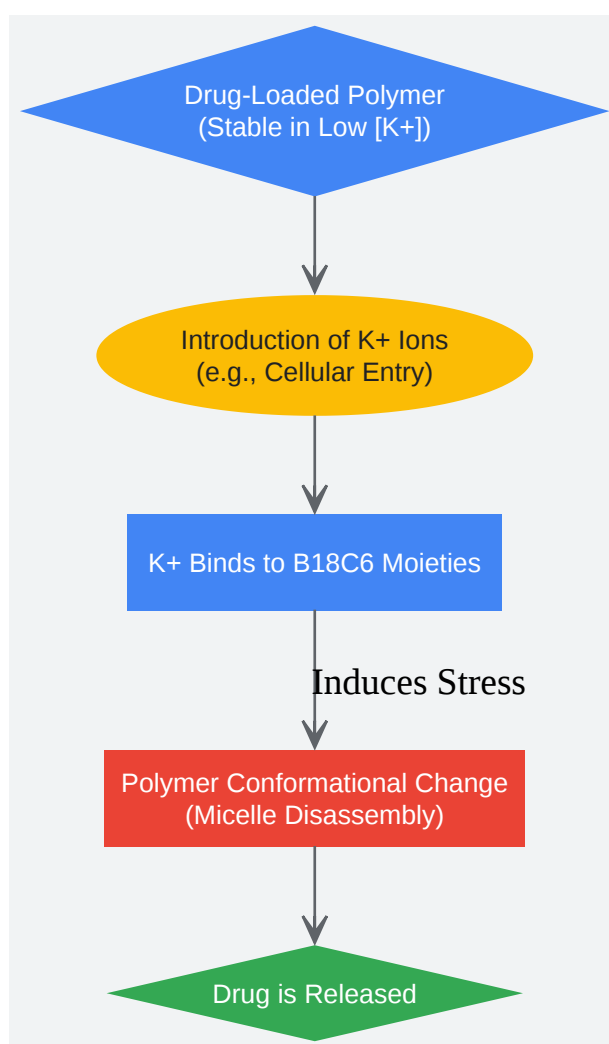 Drug-Loaded Polymer
(Stable in Low [K+])
Introduction of K+ Ions
(e.g., Cellular Entry)
K+ Binds to B18C6 Moieties
Induces Stress
Polymer Conformational Change
(Micelle Disassembly)
Drug is Released